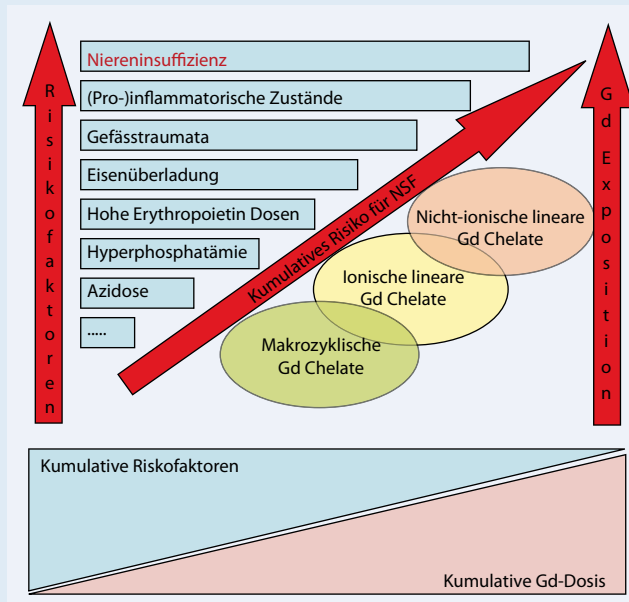 Risikofaktoren
Niereninsuffizienz
(Pro-)inflammatorische Zustände
Gefässtraumata
Eisenüberladung
Hohe Erythropoietin Dosen
Hyperphosphatämie
Azidose
.....
Kumulatives Risiko für NSF
Nicht-ionische lineare
Gd Chelate
Ionische lineare
Gd Chelate
Makrozyklische
Gd Chelate
Gd Exposition
Kumulative Riskofaktoren
Kumulative Gd-Dosis